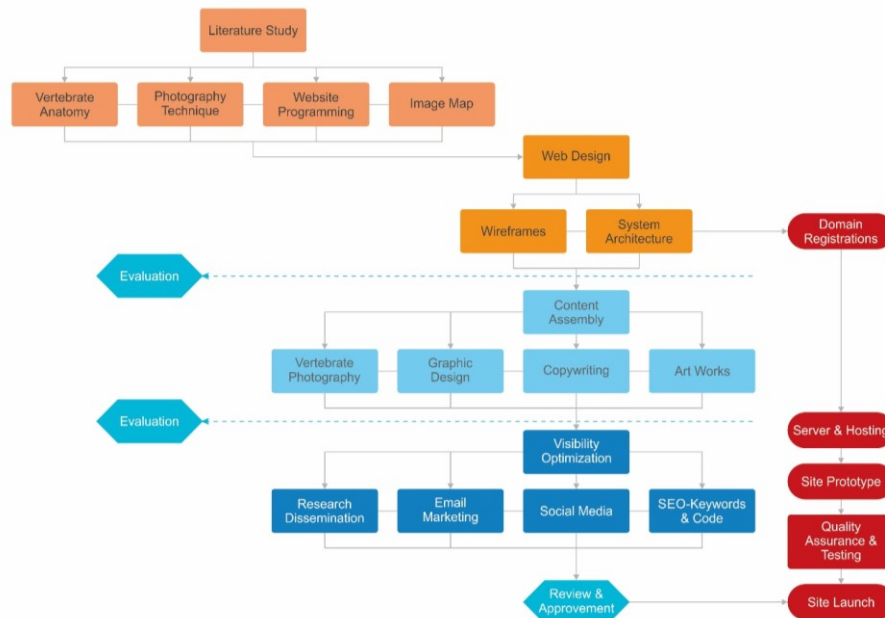 Literature Study
Vertebrate
Anatomy
Photography
Technique
Website
Programming
Image Map
Web Design
Wireframes
System
Architecture
Domain
Registrations
Evaluation
Content
Assembly
Vertebrate
Photography
Graphic
Design
Copywriting
Art Works
Evaluation
Server & Hosting
Visibility
Optimization
Research
Dissemination
Email
Marketing
Social Media
SEO-Keywords
& Code
Site Prototype
Quality
Assurance &
Testing
Review &
Approvement
Site Launch